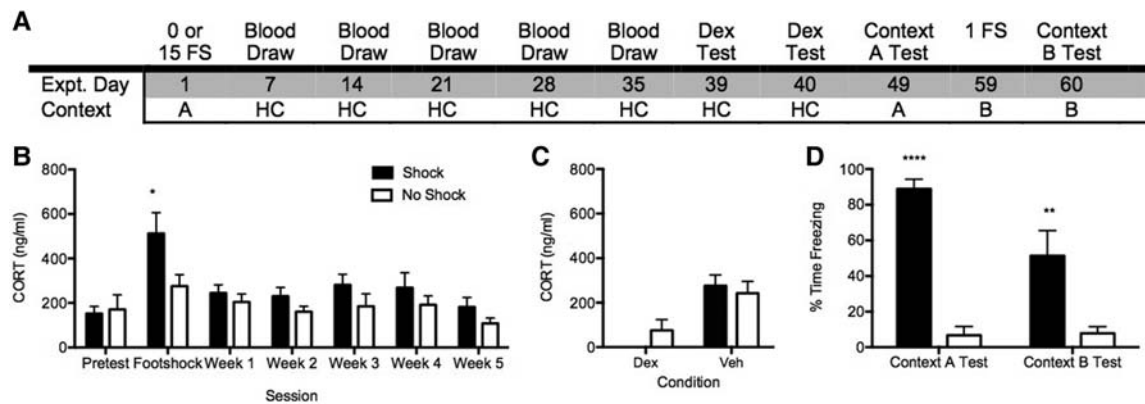 A
0 or Blood Blood Blood Blood Blood Dex Dex Context 1 FS Context
15 FS Draw Draw Draw Draw Draw Test Test A Test B Test
Expt. Day 1 7 14 21 28 35 39 40 49 59 60
Context A HC HC HC HC HC HC HC A B B
B
800
600
400
200
0
CORT (ng/ml)
*
Shock
No Shock
Pretest Footshock Week 1 Week 2 Week 3 Week 4 Week 5
Session
C
800
600
400
200
0
CORT (ng/ml)
Dex Veh
Condition
D
100
80
60
40
20
0
% Time Freezing
****
**
Context A Test Context B Test